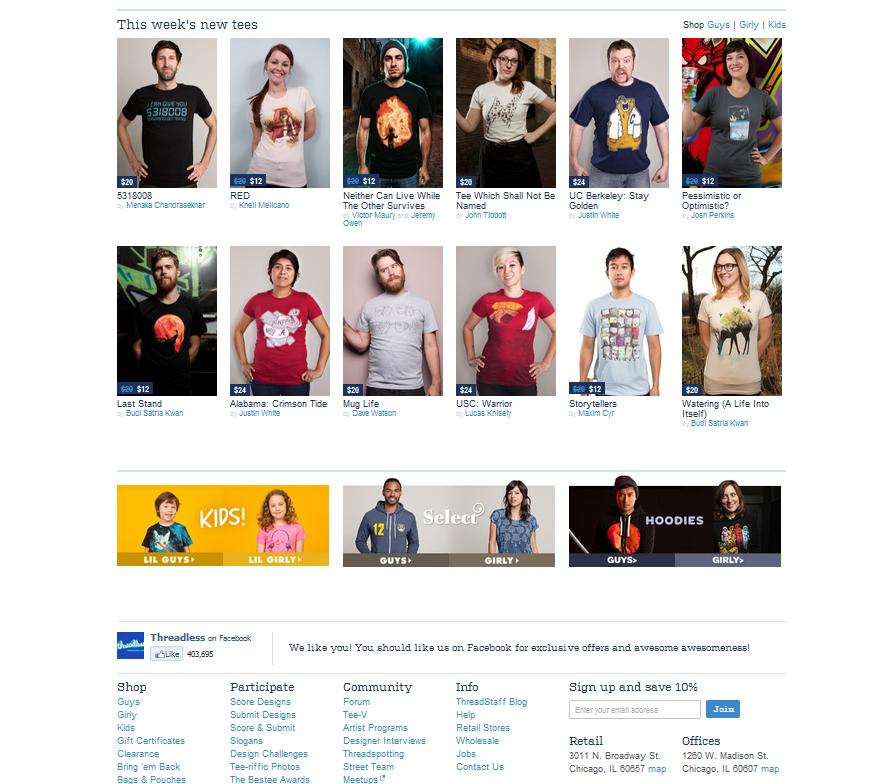 This week's new tees
Shop Guys | Girly | Kids
I CAN GIVE YOU
5318008
$20
$20 $12
$20 $12
$20
$24
$20 $12
5318008
by Menaka Chandrasekhar
RED
by Knell Melicano
Neither Can Live While
The Other Survives
by Victor Maury and Jeremy
Owen
Tee Which Shall Not Be
Named
by John Tibbott
UC Berkeley: Stay
Golden
by Justin White
Pessimistic or
Optimistic?
by Josh Perkins
$20 $12
$24
$20
$24
$20 $12
$20
Last Stand
by Budi Satria Kwan
Alabama: Crimson Tide
by Justin White
Mug Life
by Dave Watson
USC: Warrior
by Lucas Knisely
Storytellers
by Maxim Cyr
Watering (A Life Into
Itself)
by Budi Satria Kwan
KIDS!
LIL GUYS
LIL GIRLY
12
Select
GUYS
GIRLY
HOODIES
GUYS>
GIRLY>
threadless
Threadless on Facebook
Like 403,695
We like you! You should like us on Facebook for exclusive offers and awesome awesomeness!
Shop
Guys
Girly
Kids
Gift Certificates
Clearance
Bring 'em Back
Bags & Pouches
Participate
Score Designs
Submit Designs
Score & Submit
Slogans
Design Challenges
Tee-riffic Photos
The Bestee Awards
Community
Forum
Tee-V
Artist Programs
Designer Interviews
Threadspotting
Street Team
Meetups
Info
ThreadStaff Blog
Help
Retail Stores
Wholesale
Jobs
Contact Us
Sign up and save 10%
Enter your email address
Join
Retail
3011 N. Broadway St.
Chicago, IL 60657 map
Offices
1260 W. Madison St.
Chicago, IL 60607 map